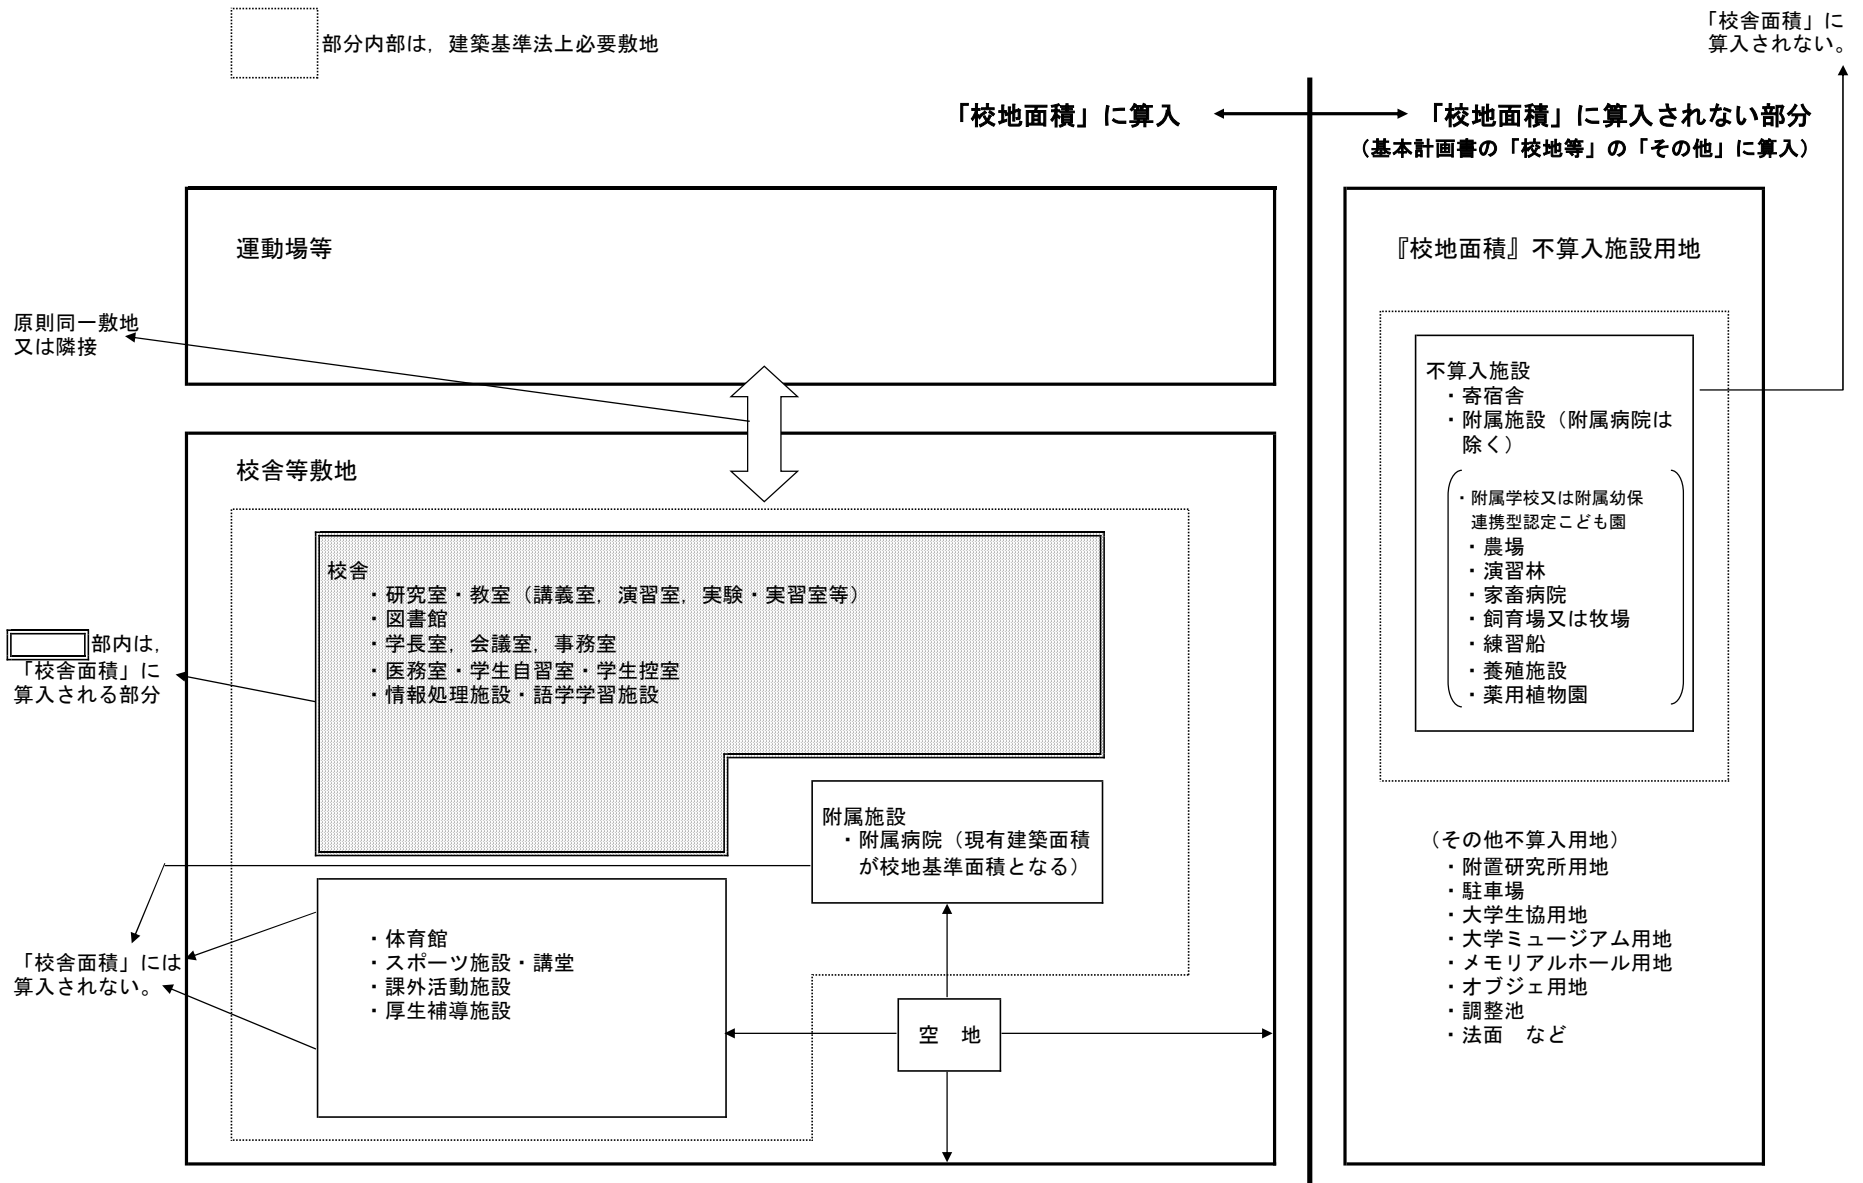 部分内部は，建築基準法上必要敷地
「校舎面積」に
算入されない。
「校地面積」に算入
「校地面積」に算入されない部分
（基本計画書の「校地等」の「その他」に算入）
運動場等
原則同一敷地
又は隣接
校舎等敷地
校舎
・研究室・教室（講義室，演習室，実験・実習室等）
・図書館
・学長室，会議室，事務室
・医務室・学生自習室・学生控室
・情報処理施設・語学学習施設
部内は，
「校舎面積」に
算入される部分
附属施設
・附属病院（現有建築面積
が校地基準面積となる）
・体育館
・スポーツ施設・講堂
・課外活動施設
・厚生補導施設
「校舎面積」には
算入されない。
空　地
『校地面積』不算入施設用地
不算入施設
・寄宿舎
・附属施設（附属病院は
除く）
・附属学校又は附属幼保
連携型認定こども園
・農場
・演習林
・家畜病院
・飼育場又は牧場
・練習船
・養殖施設
・薬用植物園
（その他不算入用地）
・附置研究所用地
・駐車場
・大学生協用地
・大学ミュージアム用地
・メモリアルホール用地
・オブジェ用地
・調整池
・法面　など